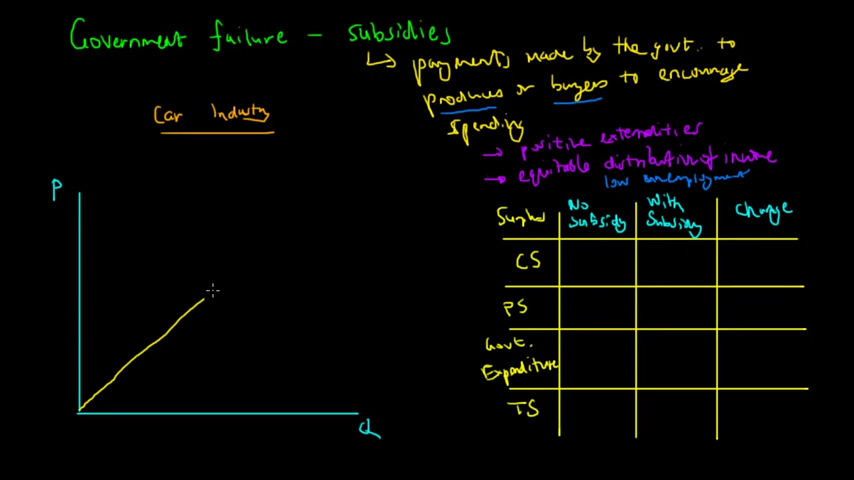 Government failure - subsidies
↳ payments made by the govt. to
produces or buyers to encourage
spending
→ positive externalities
→ equitable distribution of income
low unemployment
Car Industry
P
Q
Surplus No Subsidy With Subsidy Change
CS
PS
Govt.
Expenditure
TS